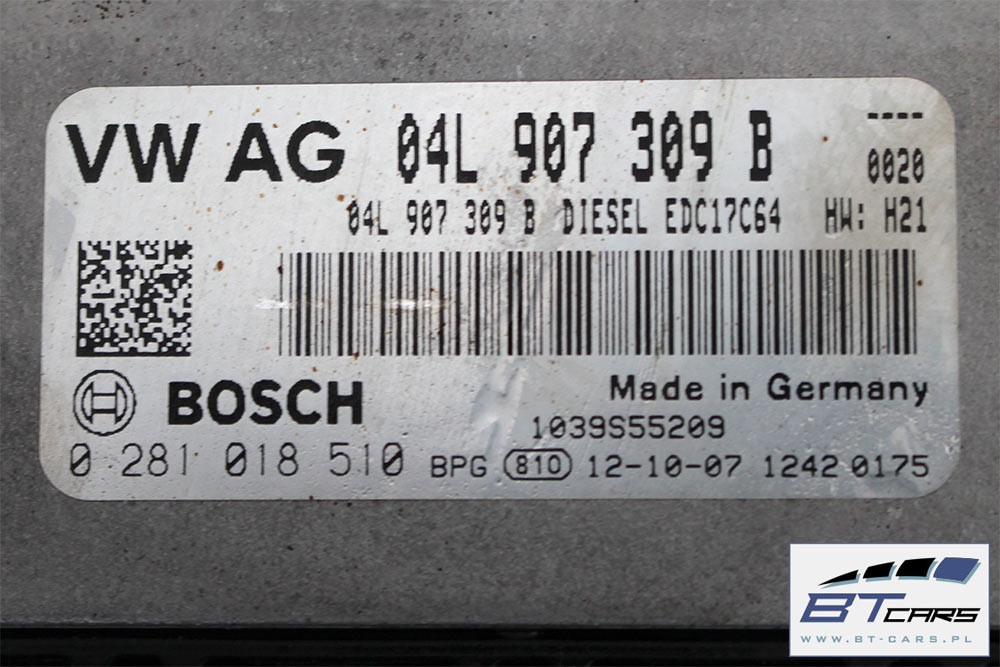 VW AG 04L 907 309 B ----
0020
04L 907 309 B DIESEL EDC17C64 HW: H21
BOSCH Made in Germany
1039S55209
0 281 018 510 BPG 810 12-10-07 1242 0175
BT CARS
WWW.BT-CARS.PL